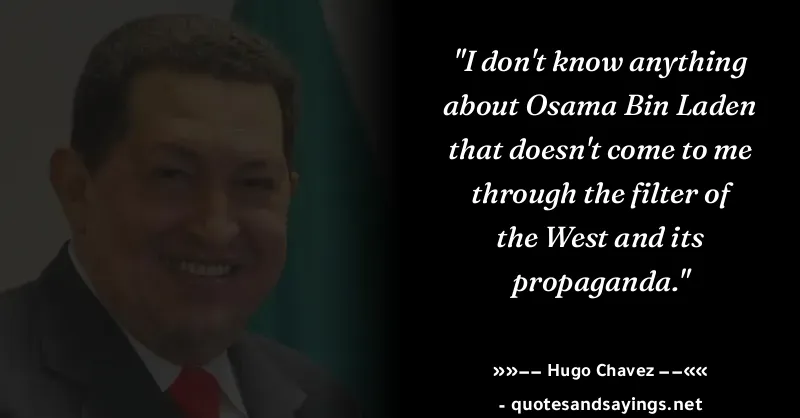 "I don't know anything
about Osama Bin Laden
that doesn't come to me
through the filter of
the West and its
propaganda."
»»—— Hugo Chavez ——««
- quotesandsayings.net